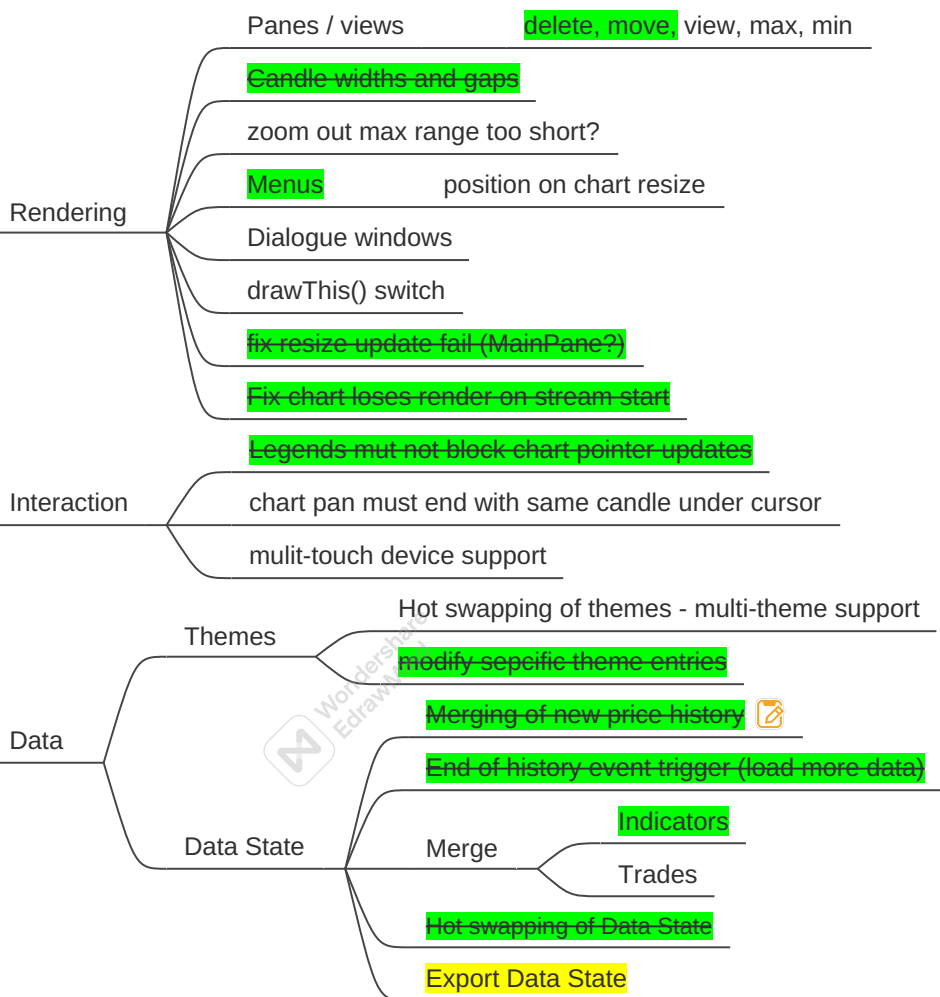 Panes / views delete, move, view, max, min
Candle widths and gaps
zoom out max range too short?
Menus position on chart resize
Rendering
Dialogue windows
drawThis() switch
fix resize update fail (MainPane?)
Fix chart loses render on stream start
Legends mut not block chart pointer updates
Interaction
chart pan must end with same candle under cursor
mulit-touch device support
Hot swapping of themes - multi-theme support
Themes
modify sepcific theme entries
Wondershare
EdrawMind
Merging of new price history
Data
End of history event trigger (load more data)
Indicators
Data State
Merge
Trades
Hot swapping of Data State
Export Data State